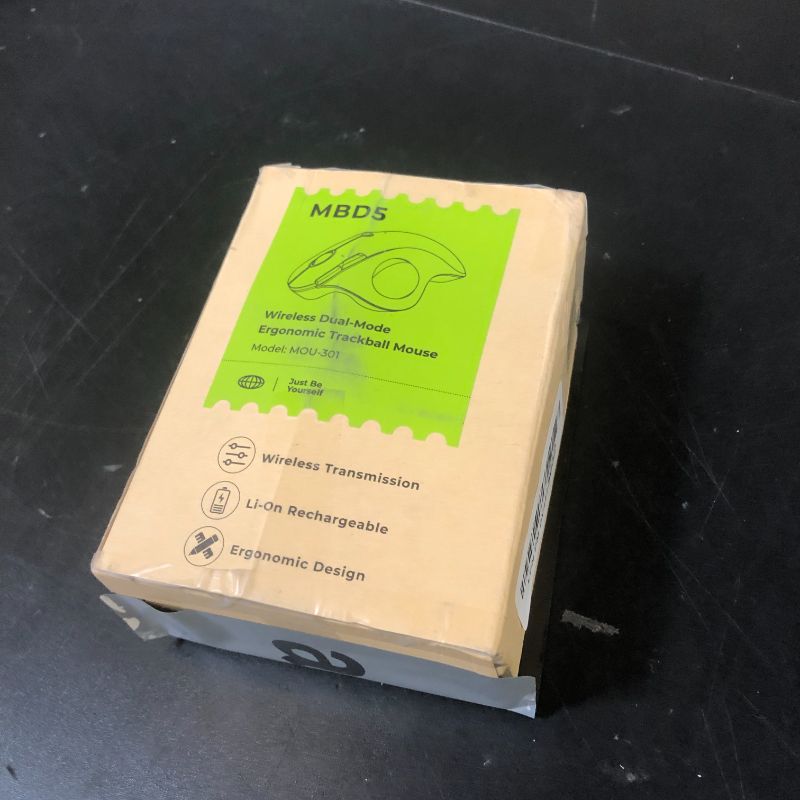 MBD5
Wireless Dual-Mode
Ergonomic Trackball Mouse
Model: MOU-301
Just Be
Yourself
Wireless Transmission
Li-On Rechargeable
Ergonomic Design